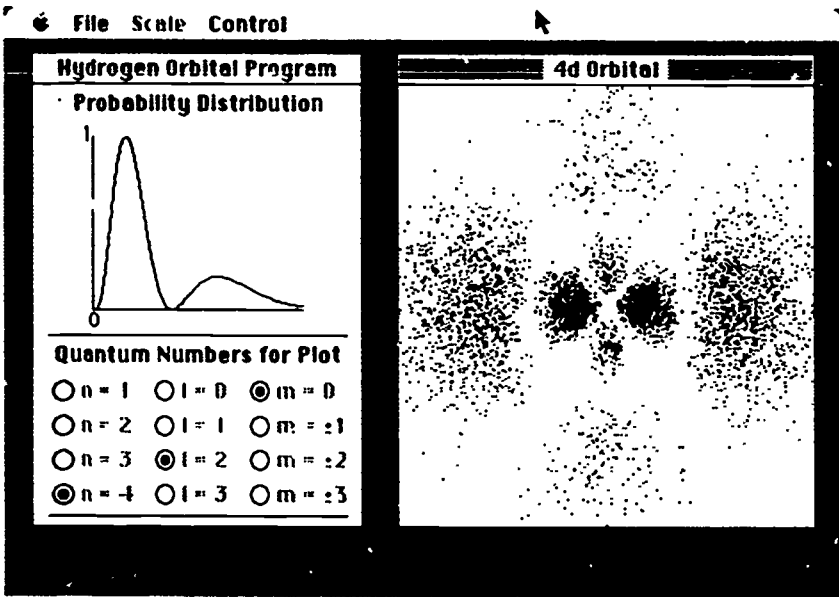 File Scale Control
Hydrogen Orbital Program
Probability Distribution
1
0
Quantum Numbers for Plot
n = 1 l = 0 m = 0
n = 2 l = 1 m = ±1
n = 3 l = 2 m = ±2
n = 4 l = 3 m = ±3
4d Orbital